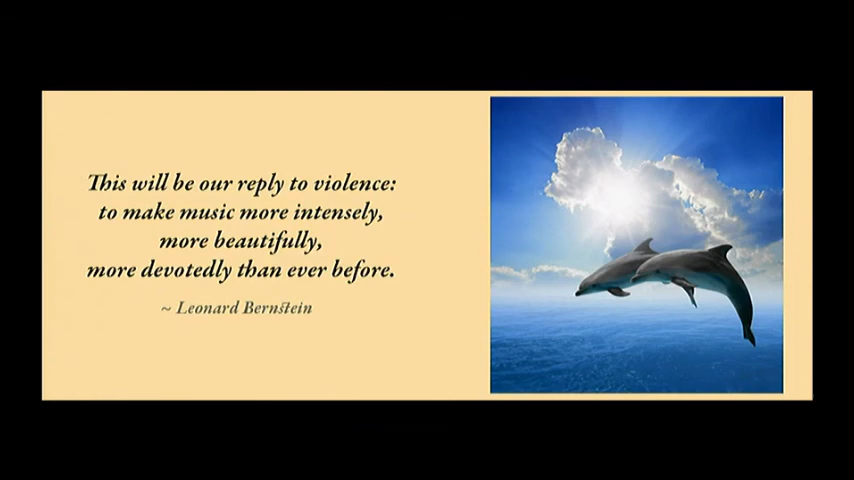 This will be our reply to violence:
to make music more intensely,
more beautifully,
more devotedly than ever before.
~ Leonard Bernstein